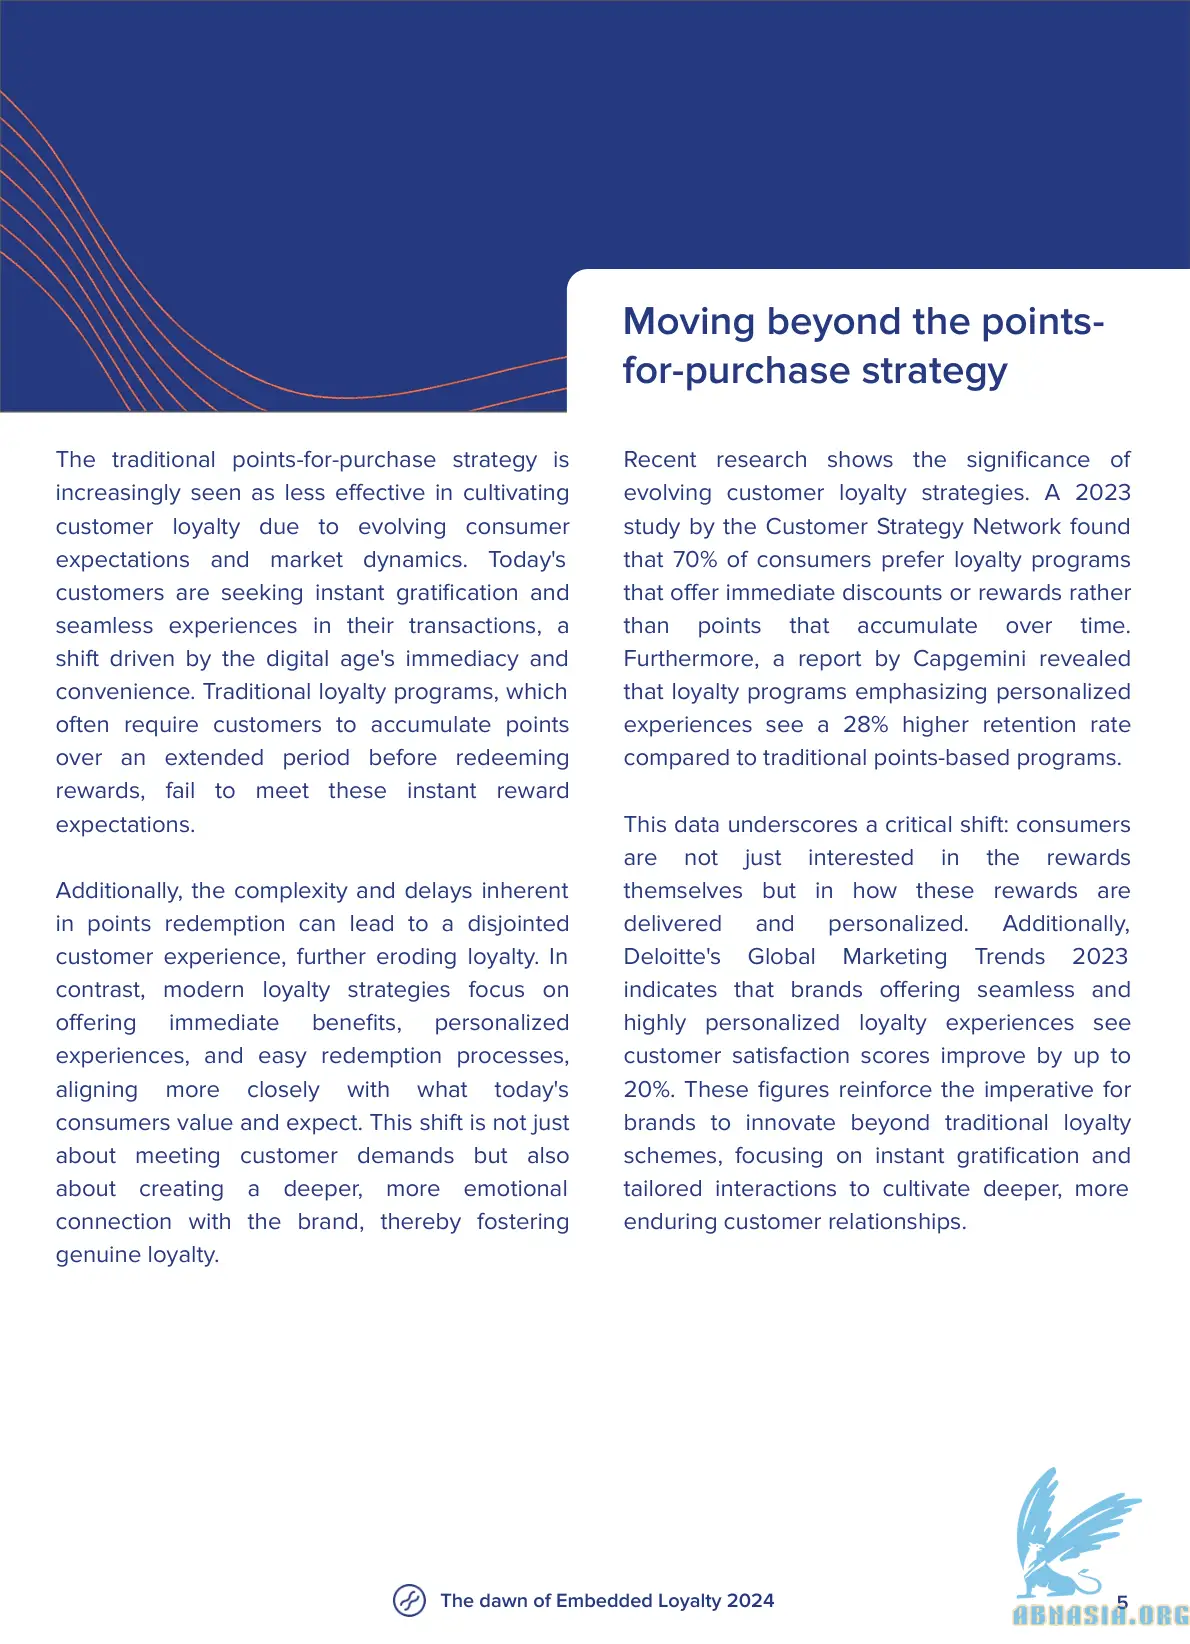 Moving beyond the points-
for-purchase strategy
The traditional points-for-purchase strategy is
increasingly seen as less effective in cultivating
customer loyalty due to evolving consumer
expectations and market dynamics. Today's
customers are seeking instant gratification and
seamless experiences in their transactions, a
shift driven by the digital age's immediacy and
convenience. Traditional loyalty programs, which
often require customers to accumulate points
over an extended period before redeeming
rewards, fail to meet these instant reward
expectations.
Additionally, the complexity and delays inherent
in points redemption can lead to a disjointed
customer experience, further eroding loyalty. In
contrast, modern loyalty strategies focus on
offering immediate benefits, personalized
experiences, and easy redemption processes,
aligning more closely with what today's
consumers value and expect. This shift is not just
about meeting customer demands but also
about creating a deeper, more emotional
connection with the brand, thereby fostering
genuine loyalty.
Recent research shows the significance of
evolving customer loyalty strategies. A 2023
study by the Customer Strategy Network found
that 70% of consumers prefer loyalty programs
that offer immediate discounts or rewards rather
than points that accumulate over time.
Furthermore, a report by Capgemini revealed
that loyalty programs emphasizing personalized
experiences see a 28% higher retention rate
compared to traditional points-based programs.
This data underscores a critical shift: consumers
are not just interested in the rewards
themselves but in how these rewards are
delivered and personalized. Additionally,
Deloitte's Global Marketing Trends 2023
indicates that brands offering seamless and
highly personalized loyalty experiences see
customer satisfaction scores improve by up to
20%. These figures reinforce the imperative for
brands to innovate beyond traditional loyalty
schemes, focusing on instant gratification and
tailored interactions to cultivate deeper, more
enduring customer relationships.
The dawn of Embedded Loyalty 2024
5
ABNASIA.ORG